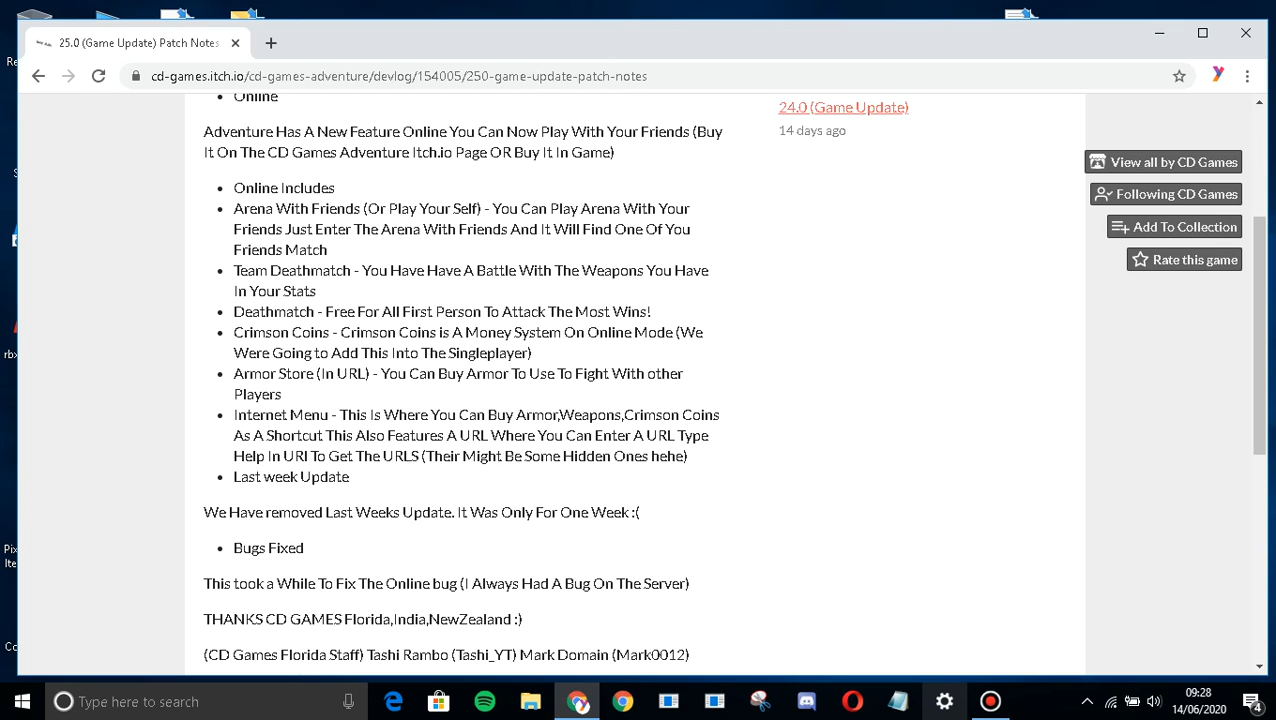 25.0 (Game Update) Patch Notes
cd-games.itch.io/cd-games-adventure/devlog/154005/250-game-update-patch-notes
Online
24.0 (Game Update)
14 days ago
Adventure Has A New Feature Online You Can Now Play With Your Friends (Buy
It On The CD Games Adventure Itch.io Page OR Buy It In Game)
View all by CD Games
Following CD Games
Add To Collection
Rate this game
Online Includes
Arena With Friends (Or Play Your Self) - You Can Play Arena With Your
Friends Just Enter The Arena With Friends And It Will Find One Of You
Friends Match
Team Deathmatch - You Have Have A Battle With The Weapons You Have
In Your Stats
Deathmatch - Free For All First Person To Attack The Most Wins!
Crimson Coins - Crimson Coins is A Money System On Online Mode (We
Were Going to Add This Into The Singleplayer)
Armor Store (In URL) - You Can Buy Armor To Use To Fight With other
Players
Internet Menu - This Is Where You Can Buy Armor,Weapons,Crimson Coins
As A Shortcut This Also Features A URL Where You Can Enter A URL Type
Help In URl To Get The URLS (Their Might Be Some Hidden Ones hehe)
Last week Update
We Have removed Last Weeks Update. It Was Only For One Week :(
Bugs Fixed
This took a While To Fix The Online bug (I Always Had A Bug On The Server)
THANKS CD GAMES Florida,India,NewZealand :)
(CD Games Florida Staff) Tashi Rambo (Tashi_YT) Mark Domain (Mark0012)
Type here to search
09:28
14/06/2020
4